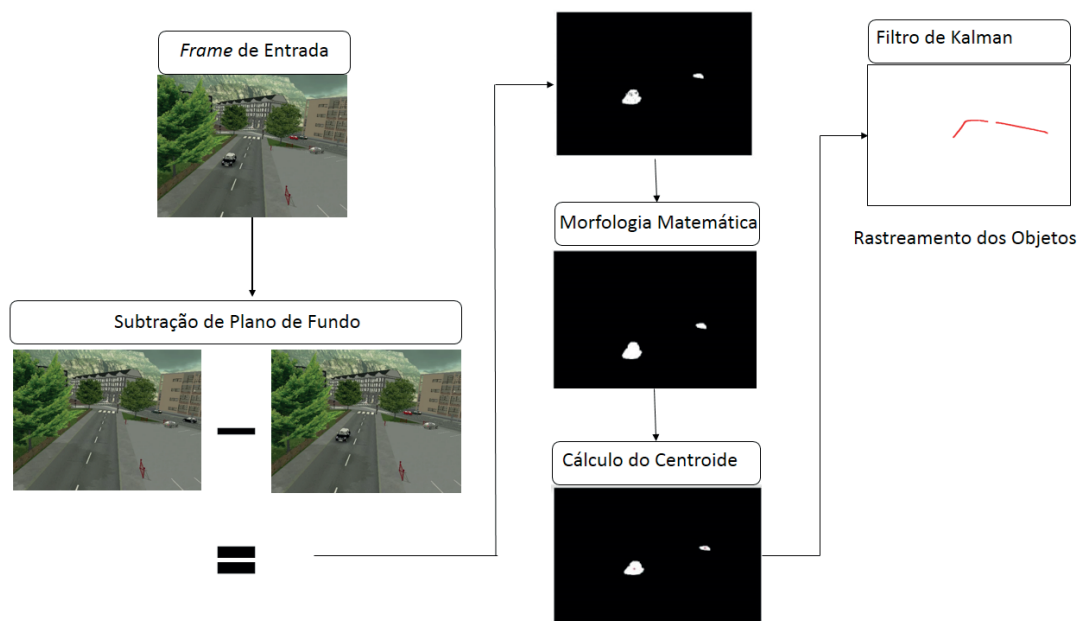 Frame de Entrada
Subtração de Plano de Fundo
Morfologia Matemática
Cálculo do Centroide
Filtro de Kalman
Rastreamento dos Objetos